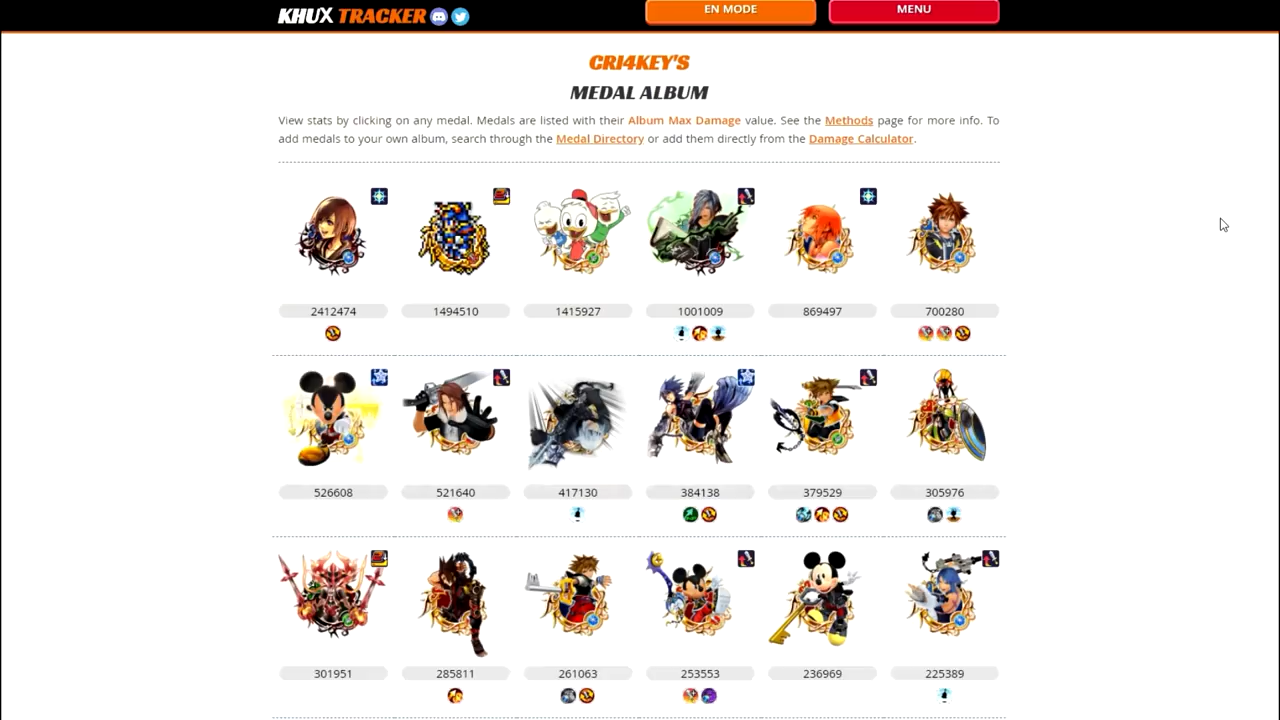 KHUX TRACKER
EN MODE
MENU
CRI4KEY'S
MEDAL ALBUM
View stats by clicking on any medal. Medals are listed with their Album Max Damage value. See the Methods page for more info. To
add medals to your own album, search through the Medal Directory or add them directly from the Damage Calculator.
2412474 1494510 1415927 1001009 869497 700280
526608 521640 417130 384138 379529 305976
301951 285811 261063 253553 236969 225389